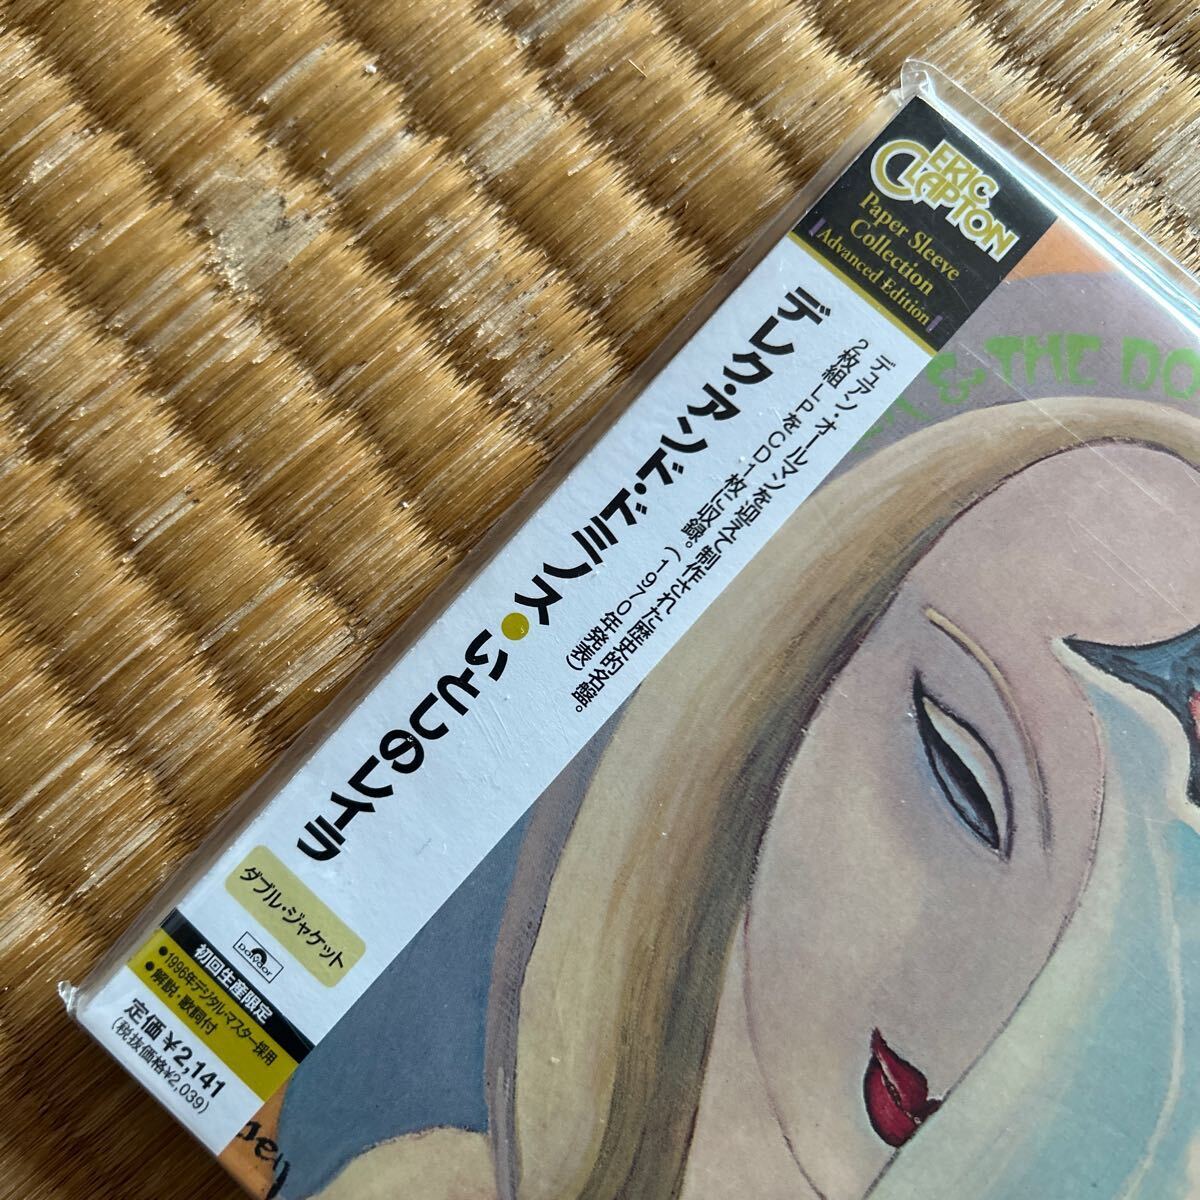 ERIC
CLAPTON
Paper Sleeve
Collection
Advanced Edition
デュアン・オールマンを迎えて制作された歴史的名盤。
2枚組LPをCD1枚に収録。(1970年発表)
デレク・アンド・ドミノス●いとしのレイラ
ダブル・ジャケット
Polydor
初回生産限定
●1996年デジタル・マスター採用
●解説・歌詞付
定価¥2,141
(税抜価格¥2,039)
& THE DO